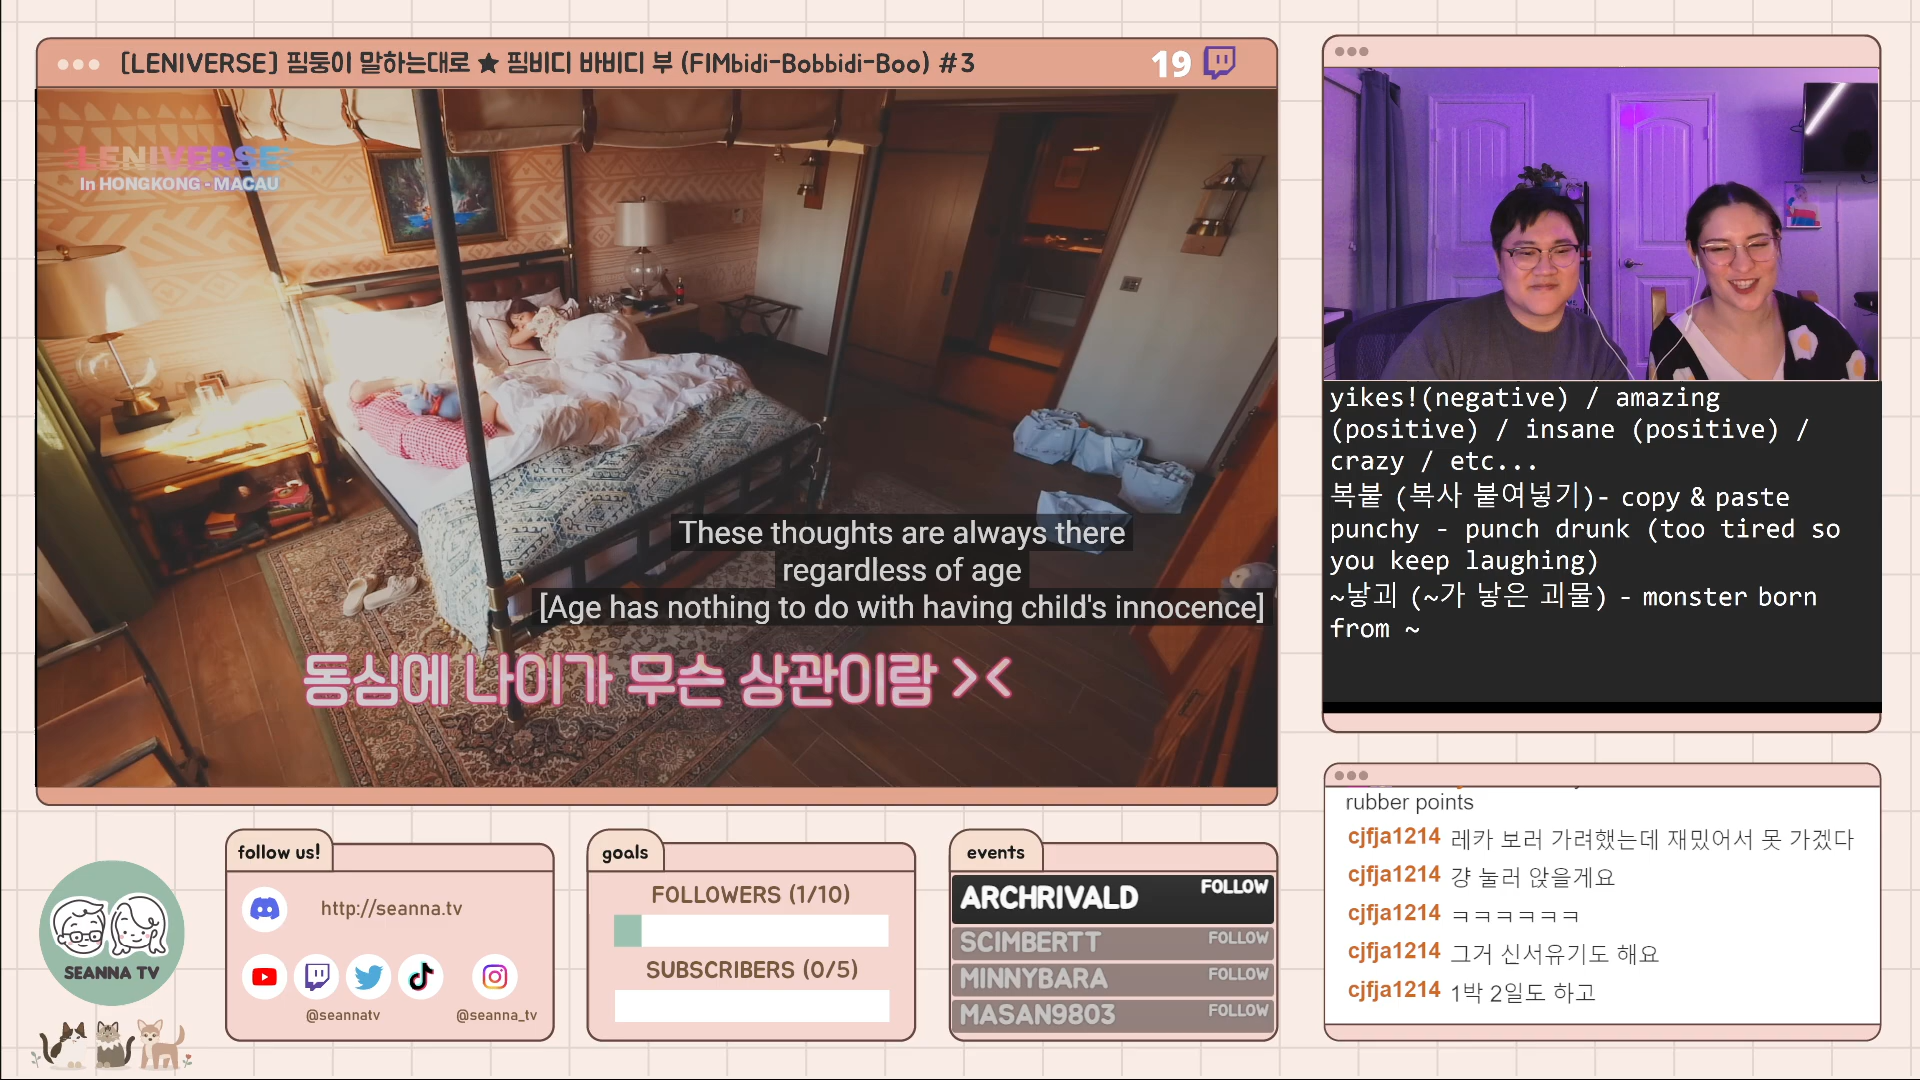 [LENIVERSE] 핌둥이 말하는대로 ★ 핌비디 바비디 부 (FIMbidi-Bobbidi-Boo) #3
19
LENIVERSE
In HONGKONG - MACAU
These thoughts are always there
regardless of age
[Age has nothing to do with having child's innocence]
동심에 나이가 무슨 상관이람 ><
yikes!(negative) / amazing
(positive) / insane (positive) /
crazy / etc...
복붙 (복사 붙여넣기)- copy & paste
punchy - punch drunk (too tired so
you keep laughing)
~낳괴 (~가 낳은 괴물) - monster born
from ~
rubber points
cjfja1214 레카 보러 가려했는데 재밌어서 못 가겠다
cjfja1214 걍 눌러 앉을게요
cjfja1214 ㅋㅋㅋㅋㅋㅋ
cjfja1214 그거 신서유기도 해요
cjfja1214 1박 2일도 하고
SEANNA TV
follow us!
http://seanna.tv
@seannatv
@seanna_tv
goals
FOLLOWERS (1/10)
SUBSCRIBERS (0/5)
events
ARCHRIVALD FOLLOW
SCIMBERTT FOLLOW
MINNYBARA FOLLOW
MASAN9803 FOLLOW